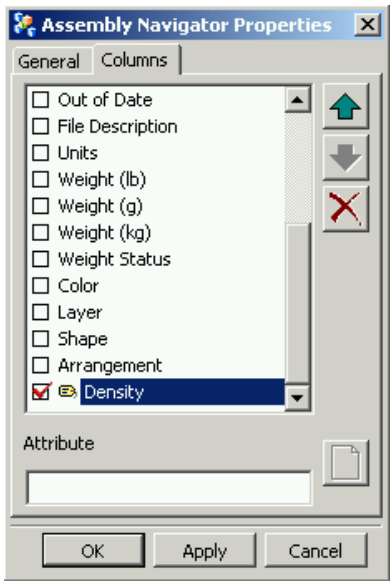 Assembly Navigator Properties
General Columns
Out of Date
File Description
Units
Weight (lb)
Weight (g)
Weight (kg)
Weight Status
Color
Layer
Shape
Arrangement
Density
Attribute
OK Apply Cancel